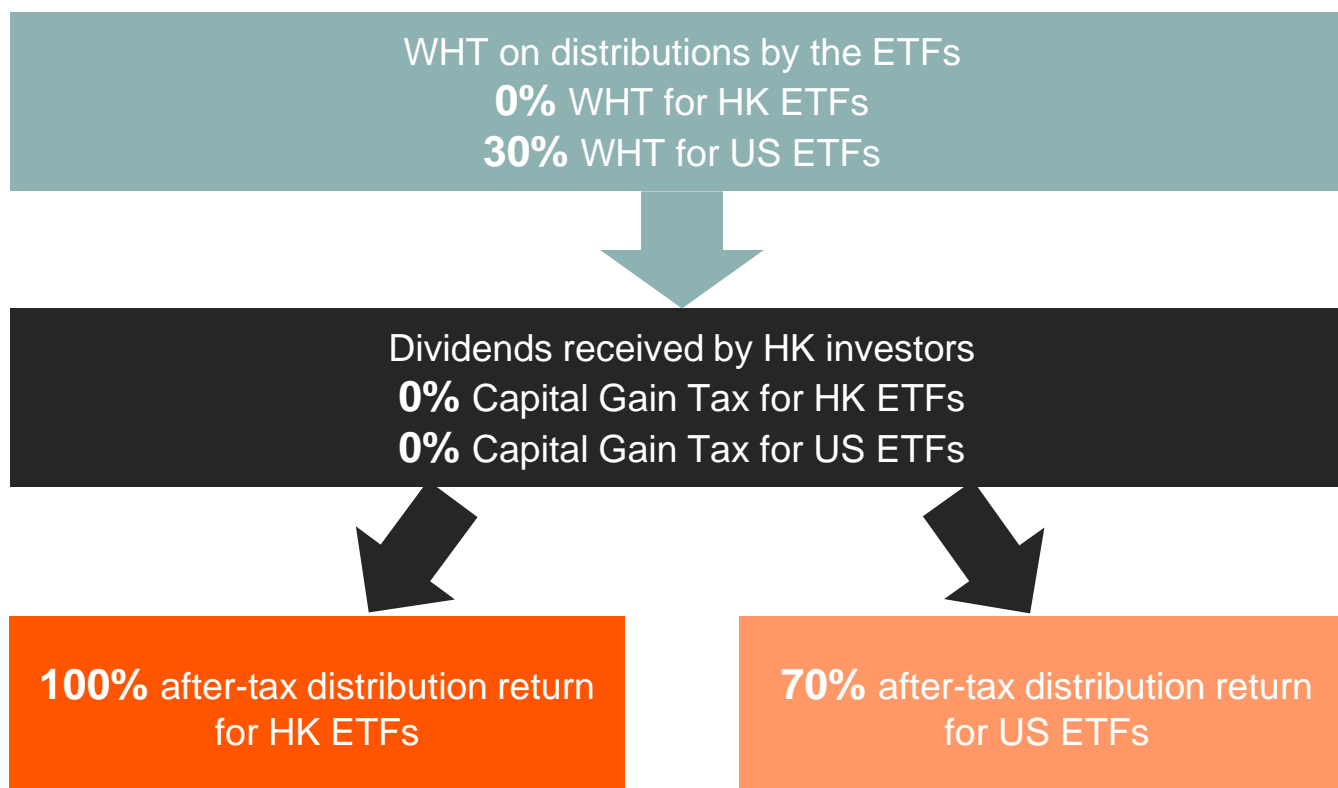 WHT on distributions by the ETFs
0% WHT for HK ETFs
30% WHT for US ETFs
Dividends received by HK investors
0% Capital Gain Tax for HK ETFs
0% Capital Gain Tax for US ETFs
100% after-tax distribution return
for HK ETFs
70% after-tax distribution return
for US ETFs